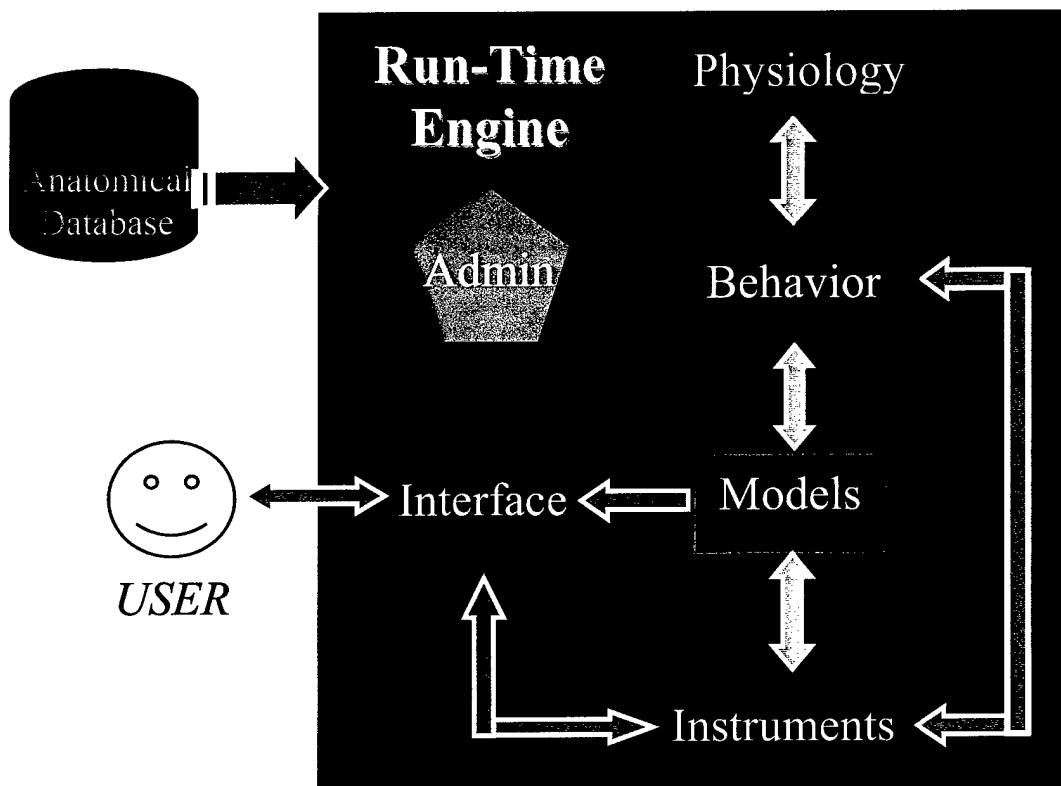 Run-Time
Engine
Physiology
Anatomical
Database
Admin
Behavior
Interface
Models
USER
Instruments